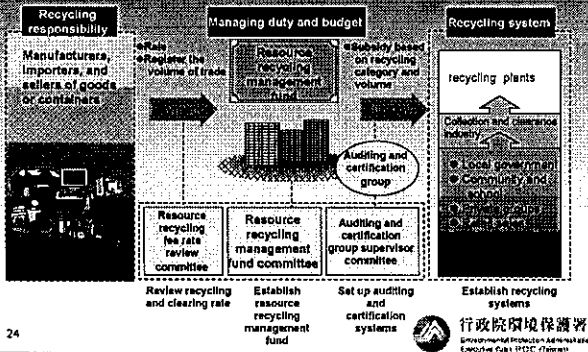 Recycling
responsibility
Manufacturers,
importers, and
sellers of goods
or containers
Managing duty and budget
Rate
Register the
volume of trade
Resource
recycling
management
fund
Subsidy based
on recycling
category and
volume
Auditing and
certification
group
Resource
recycling
fee rate
review
committee
Resource
recycling
management
fund committee
Auditing and
certification
group supervisor
committee
Review recycling
and clearing rate
Establish
resource
recycling
management
fund
Set up auditing
and
certification
systems
Recycling system
recycling plants
Collection and clearance
industry
Local government
Community and
school
Establish recycling
systems
24
行政院環境保護署
Environmental Protection Administration